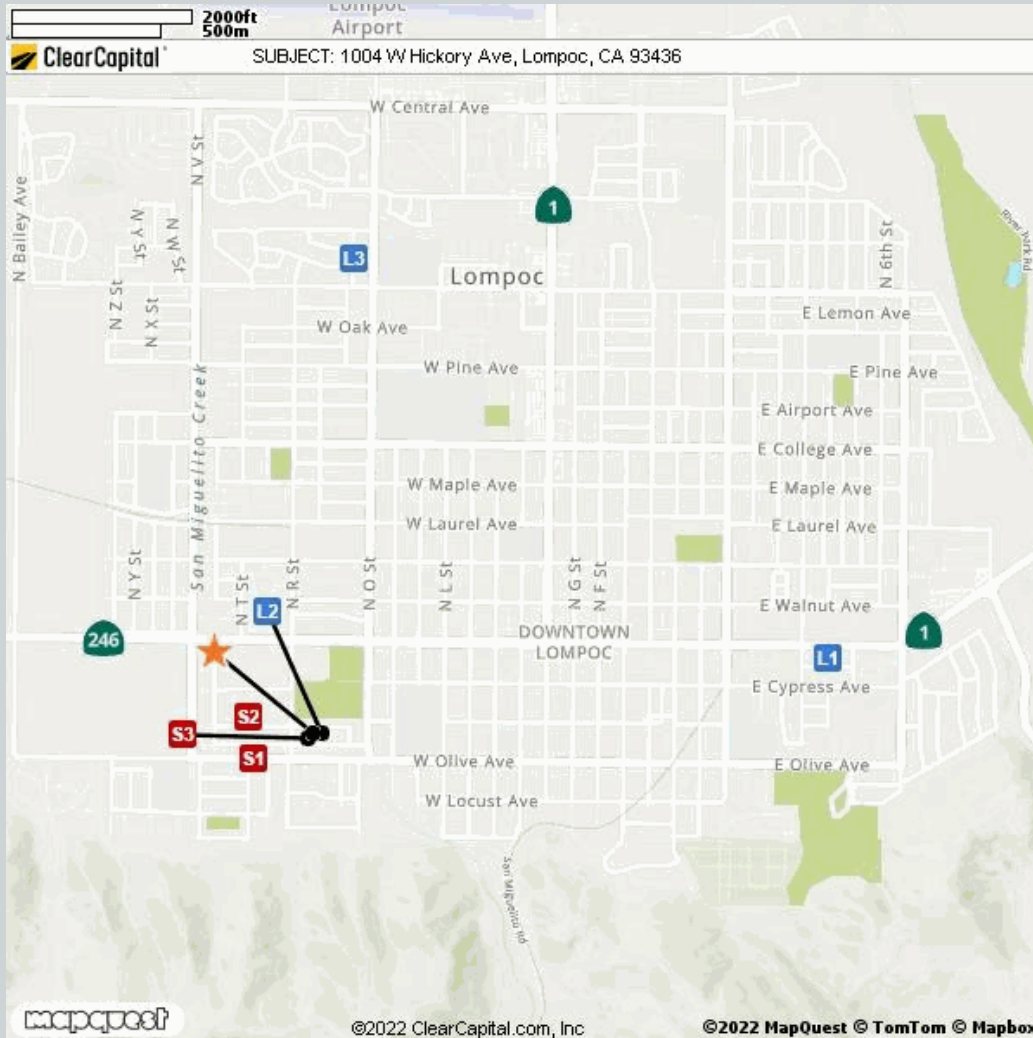 Lompoc
Airport
2000ft
500m
ClearCapital
SUBJECT: 1004 W Hickory Ave, Lompoc, CA 93436
W Central Ave
N V St
N Bailey Ave
N Y St
N W St
1
River Park Rd
N 6th St
L3
Lompoc
N Z St
N X St
W Oak Ave
E Lemon Ave
W Pine Ave
E Pine Ave
San Miguelito Creek
E Airport Ave
E College Ave
W Maple Ave
E Maple Ave
W Laurel Ave
E Laurel Ave
N Y St
N T St
N R St
N O St
N L St
N G St
N F St
L2
E Walnut Ave
246
DOWNTOWN
LOMPOC
1
L1
E Cypress Ave
S2
S3
S1
W Olive Ave
E Olive Ave
W Locust Ave
San Miguelito Rd
mapquest
©2022 ClearCapital.com, Inc
©2022 MapQuest © TomTom © Mapbox